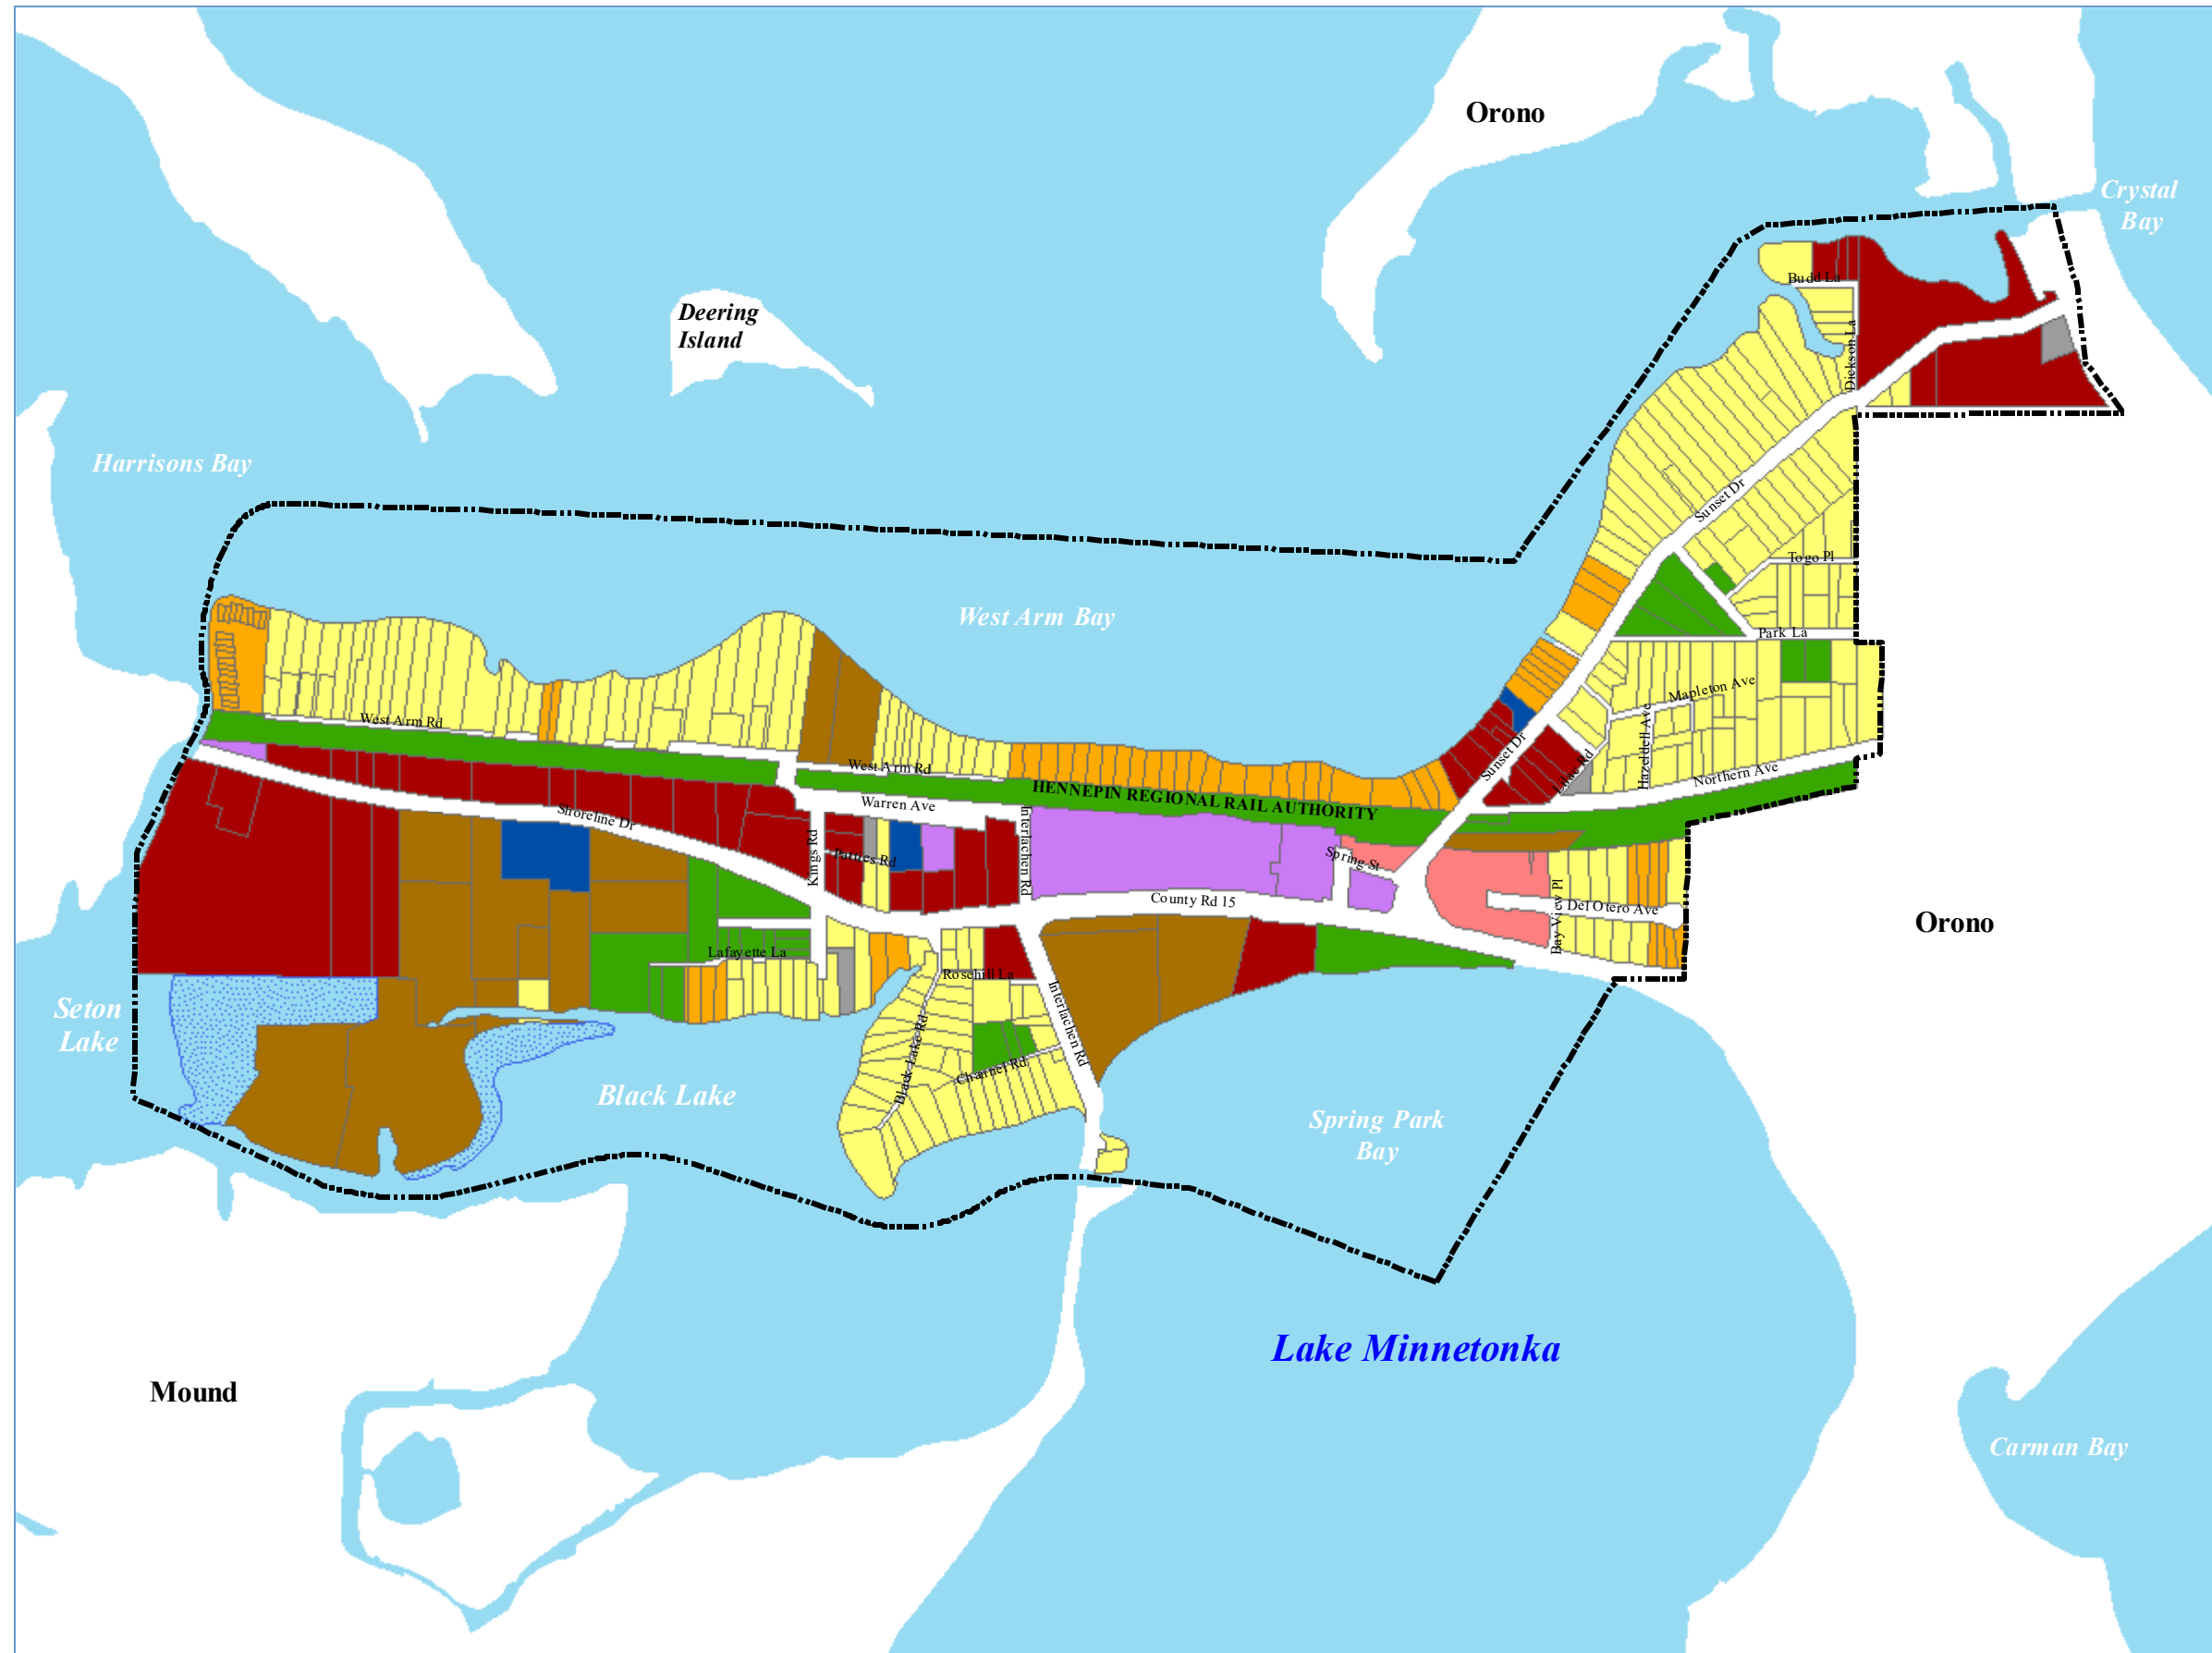 Orono
Crystal
Bay
Budd La
Deering
Island
Dickson La
Harrisons Bay
Sunset Dr
Togo Pl
West Arm Bay
Park La
Mapleton Ave
West Arm Rd
Hazeldell Ave
Sunset Dr
Lilac Rd
West Arm Rd
Northern Ave
HENNEPIN REGIONAL RAIL AUTHORITY
Warren Ave
Shoreline Dr
Kings Rd
Interlachen Rd
Spring St
County Rd 15
Bay View Pl
Del Otero Ave
Orono
Lafayette La
Rosehill La
Seton
Lake
Interlachen Rd
Black Lake Rd
Channel Rd
Black Lake
Spring Park
Bay
Lake Minnetonka
Mound
Carman Bay